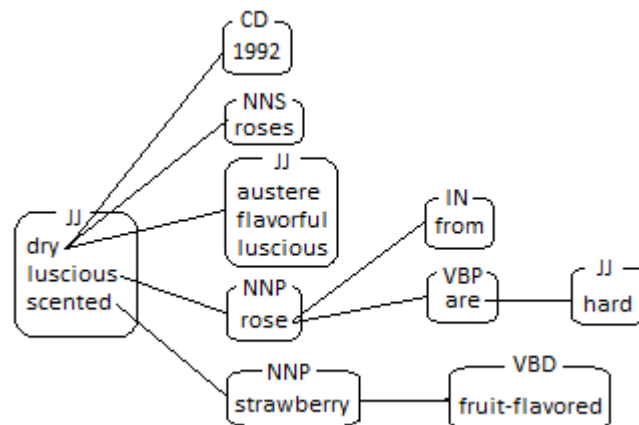 CD
1992
NNS
roses
JJ
austere
flavorful
luscious
JJ
dry
luscious
scented
IN
from
NNP
rose
VBP
are
JJ
hard
NNP
strawberry
VBD
fruit-flavored